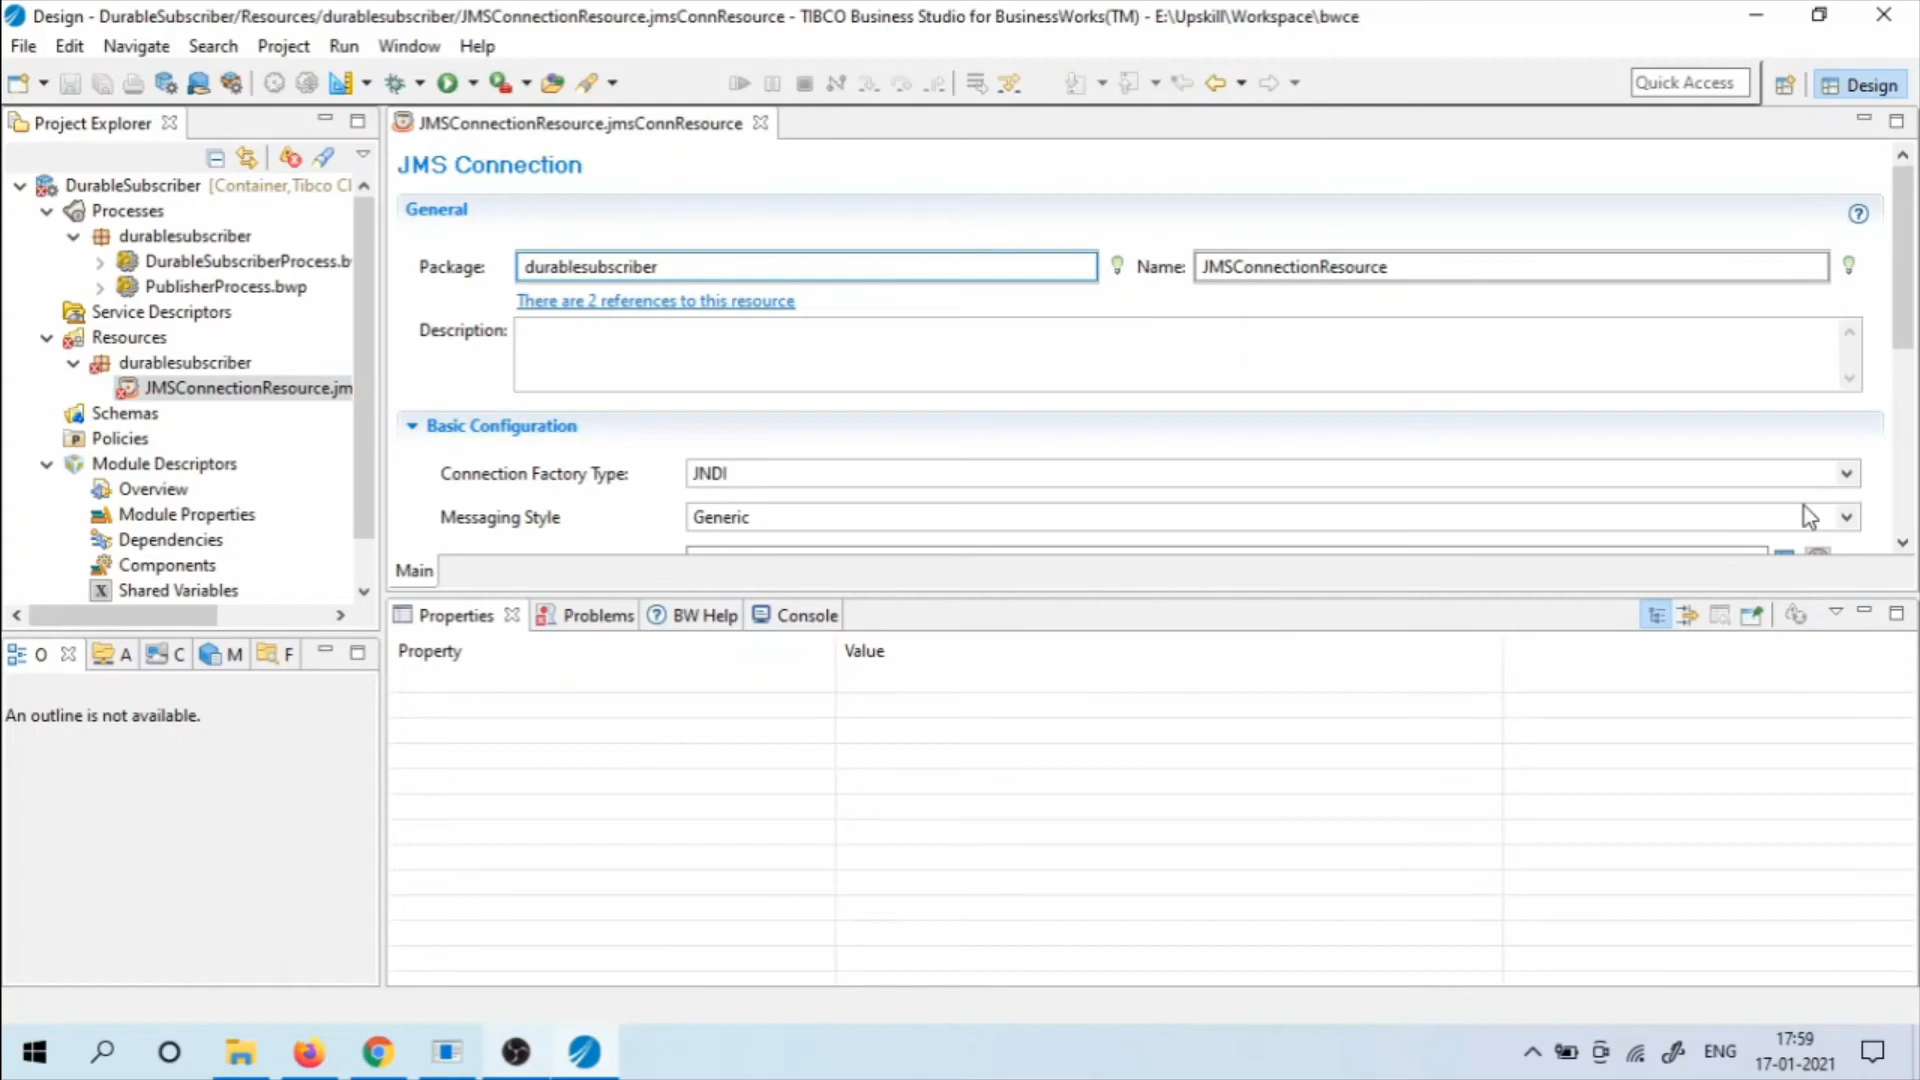 Design - DurableSubscriber/Resources/durablesubscriber/JMSConnectionResource.jmsConnResource - TIBCO Business Studio for BusinessWorks(TM) - E:\Upskill\Workspace\bwce
File Edit Navigate Search Project Run Window Help
Quick Access
Design
Project Explorer
JMSConnectionResource.jmsConnResource
DurableSubscriber [Container,Tibco Cl
Processes
durablesubscriber
DurableSubscriberProcess.b
PublisherProcess.bwp
Service Descriptors
Resources
durablesubscriber
JMSConnectionResource.jm
Schemas
Policies
Module Descriptors
Overview
Module Properties
Dependencies
Components
Shared Variables
JMS Connection
General
Package: durablesubscriber Name: JMSConnectionResource
There are 2 references to this resource
Description:
Basic Configuration
Connection Factory Type: JNDI
Messaging Style Generic
Main
Properties Problems BW Help Console
Property Value
O A C M F
An outline is not available.
ENG
17:59
17-01-2021